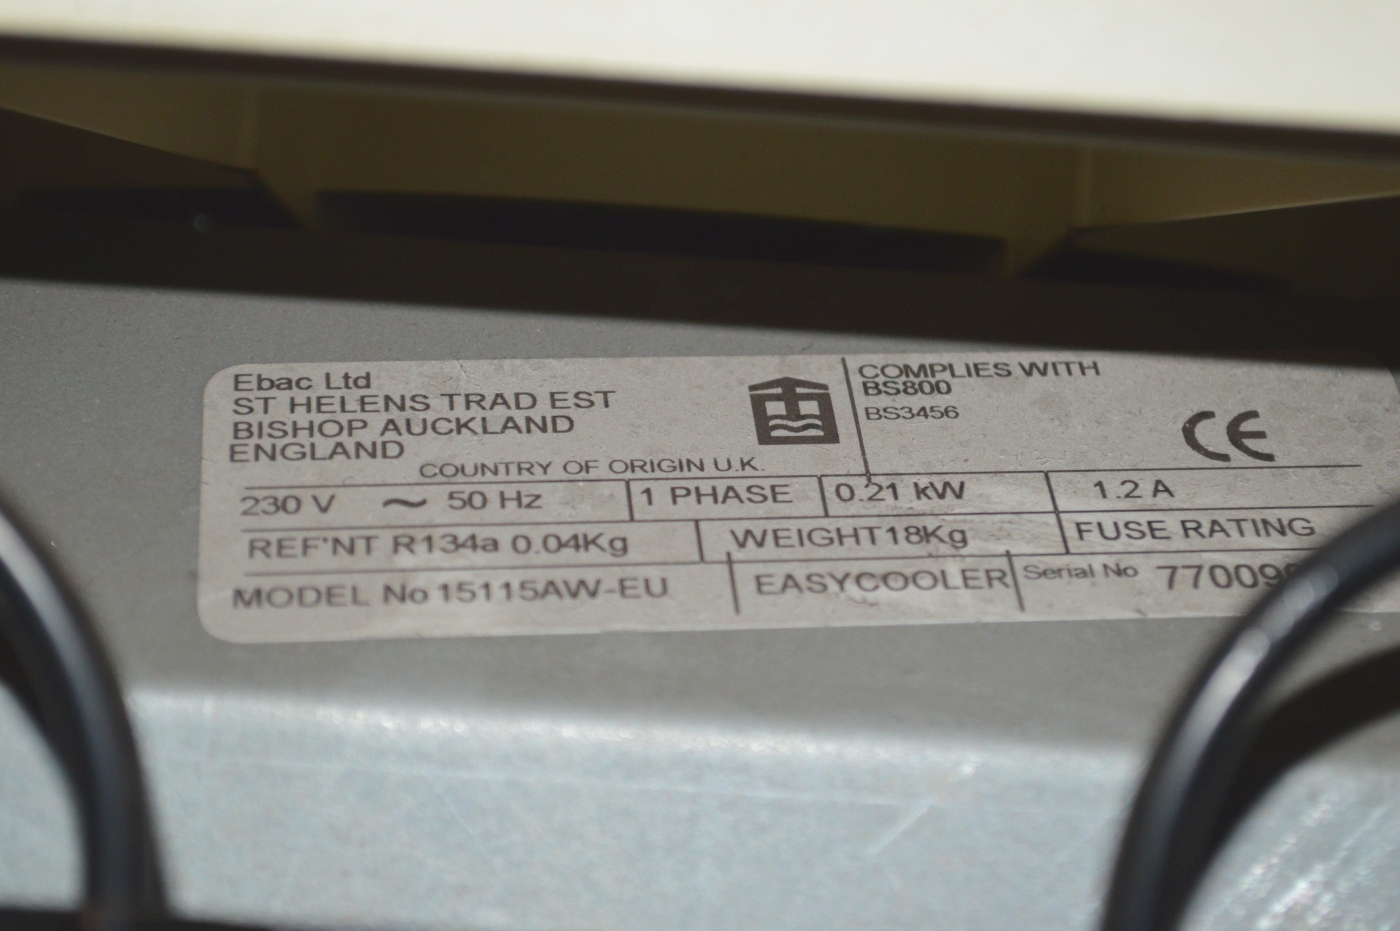 Ebac Ltd
ST HELENS TRAD EST
BISHOP AUCKLAND
ENGLAND
COUNTRY OF ORIGIN U.K.
COMPLIES WITH
BS800
BS3456
CE
230 V ~ 50 Hz 1 PHASE 0.21 kW 1.2 A
REF'NT R134a 0.04Kg WEIGHT18Kg FUSE RATING
MODEL No 15115AW-EU EASYCOOLER Serial No